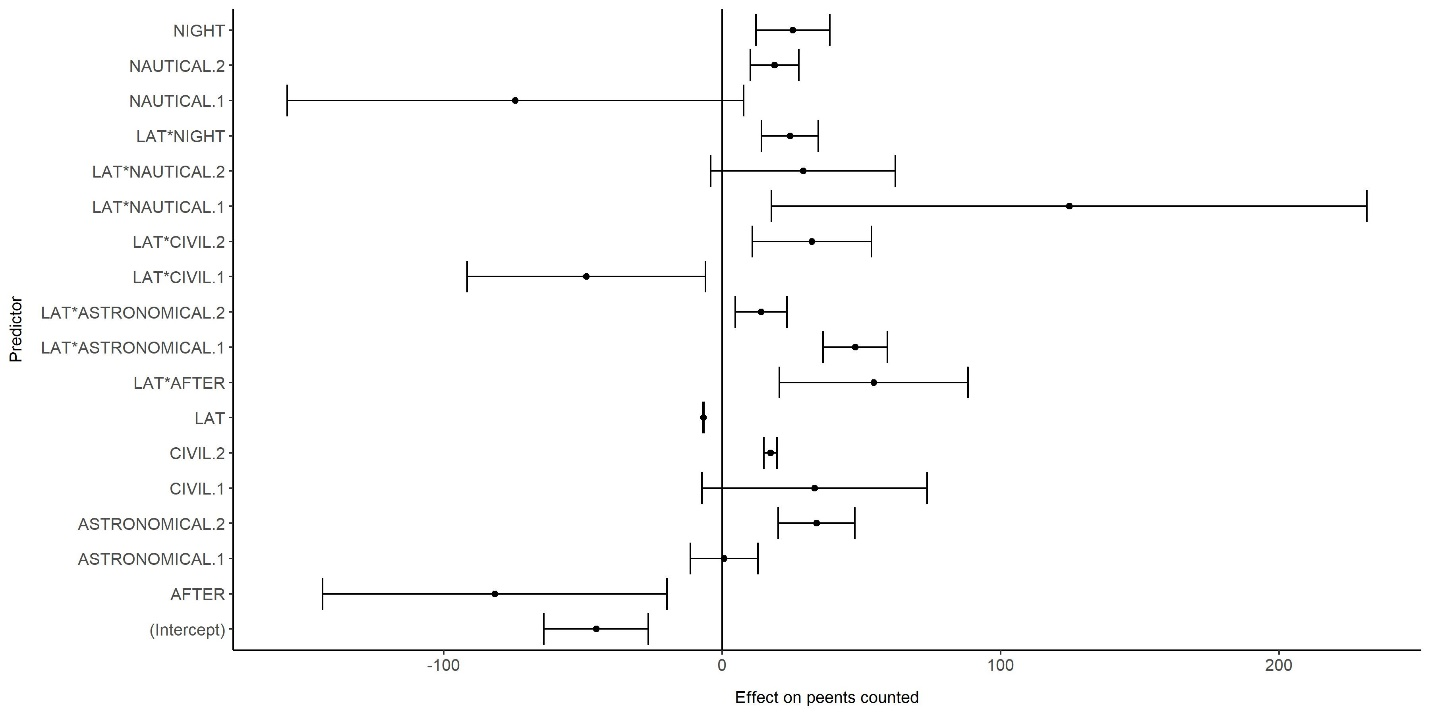 NIGHT
NAUTICAL.2
NAUTICAL.1
LAT*NIGHT
LAT*NAUTICAL.2
LAT*NAUTICAL.1
LAT*CIVIL.2
LAT*CIVIL.1
LAT*ASTRONOMICAL.2
LAT*ASTRONOMICAL.1
LAT*AFTER
LAT
CIVIL.2
CIVIL.1
ASTRONOMICAL.2
ASTRONOMICAL.1
AFTER
(Intercept)
Predictor
-100 0 100 200
Effect on peents counted